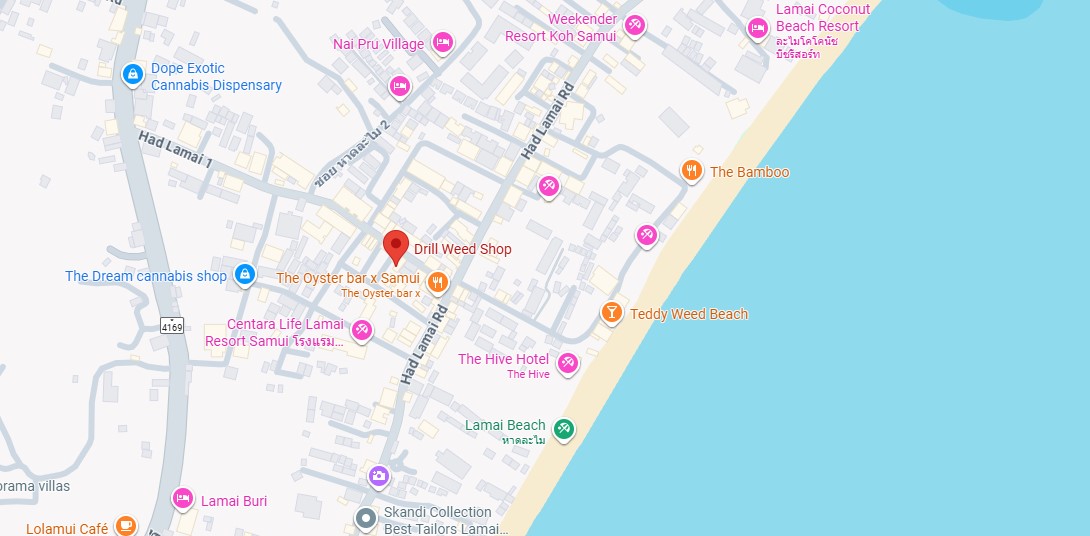 Lamai Coconut
Beach Resort
ละไมโคโคนัช
บีชรีสอร์ท
Weekender
Resort Koh Samui
Nai Pru Village
Dope Exotic
Cannabis Dispensary
Had Lamai Rd
ซอย หาดละไม 2
Had Lamai 1
The Bamboo
Drill Weed Shop
The Dream cannabis shop
The Oyster bar x Samui
The Oyster bar x
Teddy Weed Beach
4169
Centara Life Lamai
Resort Samui โรงแรม...
Had Lamai Rd
The Hive Hotel
The Hive
Lamai Beach
หาดละไม
orama villas
Lamai Buri
Skandi Collection
Best Tailors Lamai...
Lolamui Café